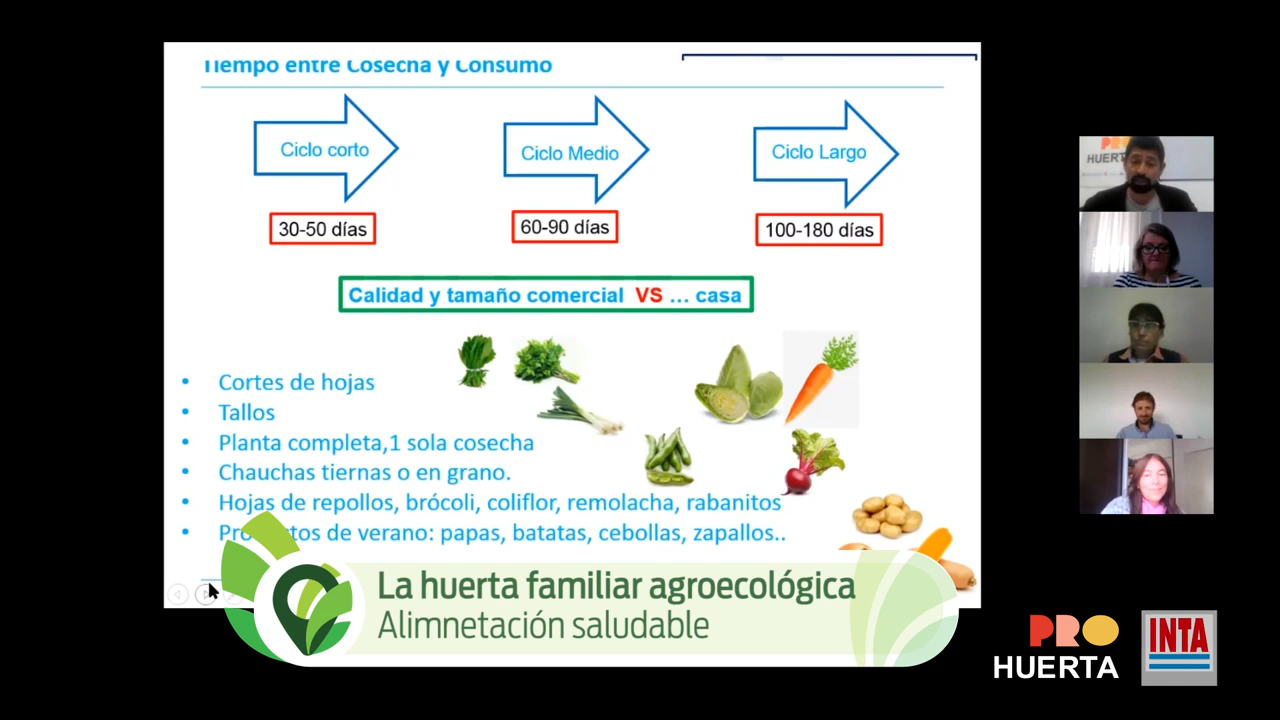 Tiempo entre Cosecha y Consumo
Ciclo corto
Ciclo Medio
Ciclo Largo
30-50 días
60-90 días
100-180 días
Calidad y tamaño comercial VS ... casa
• Cortes de hojas
• Tallos
• Planta completa,1 sola cosecha
• Chauchas tiernas o en grano.
• Hojas de repollos, brócoli, coliflor, remolacha, rabanitos
• Productos de verano: papas, batatas, cebollas, zapallos..
La huerta familiar agroecológica
Alimnetación saludable
PRO
HUERTA
INTA
PRO
HUERTA